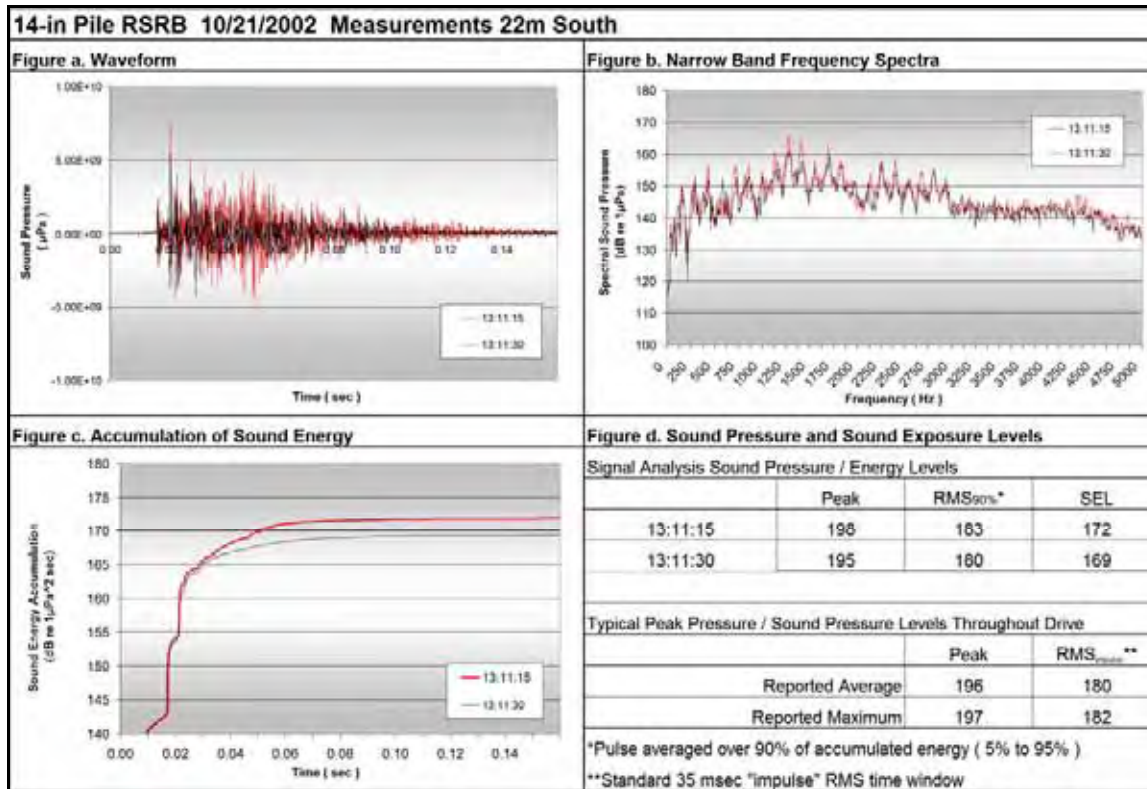 14-in Pile RSRB 10/21/2002 Measurements 22m South
Figure a. Waveform
1.00E+10
5.00E+09
0.00E+00
-5.00E+09
-1.00E+10
0.00 0.02 0.04 0.06 0.08 0.10 0.12 0.14
Sound Pressure
( µPa )
Time ( sec )
13:11:15
13:11:30
Figure b. Narrow Band Frequency Spectra
180
170
160
150
140
130
120
110
100
Spectral Sound Pressure
(dB re 1µPa)
0 250 500 750 1000 1250 1500 1750 2000 2250 2500 2750 3000 3250 3500 3750 4000 4250 4500 4750 5000
Frequency ( Hz )
13:11:15
13:11:30
Figure c. Accumulation of Sound Energy
180
175
170
165
160
155
150
145
140
Sound Energy Accumulation
(dB re 1µPa^2 sec)
0.00 0.02 0.04 0.06 0.08 0.10 0.12 0.14
Time ( sec )
13:11:15
13:11:30
Figure d. Sound Pressure and Sound Exposure Levels
Signal Analysis Sound Pressure / Energy Levels
Peak RMS90%* SEL
13:11:15 198 183 172
13:11:30 195 180 169
Typical Peak Pressure / Sound Pressure Levels Throughout Drive
Peak RMS **
Reported Average 196 180
Reported Maximum 197 182
*Pulse averaged over 90% of accumulated energy ( 5% to 95% )
**Standard 35 msec "impulse" RMS time window